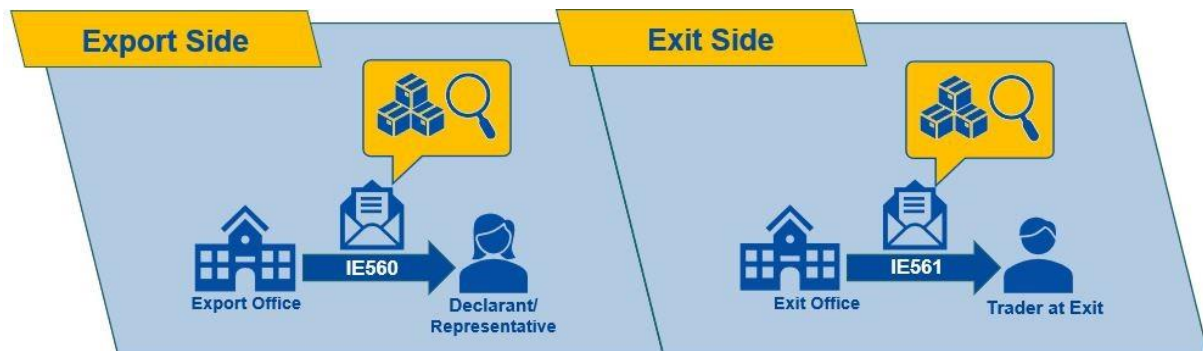 Export Side
Exit Side
IE560
Export Office
Declarant/
Representative
IE561
Exit Office
Trader at Exit